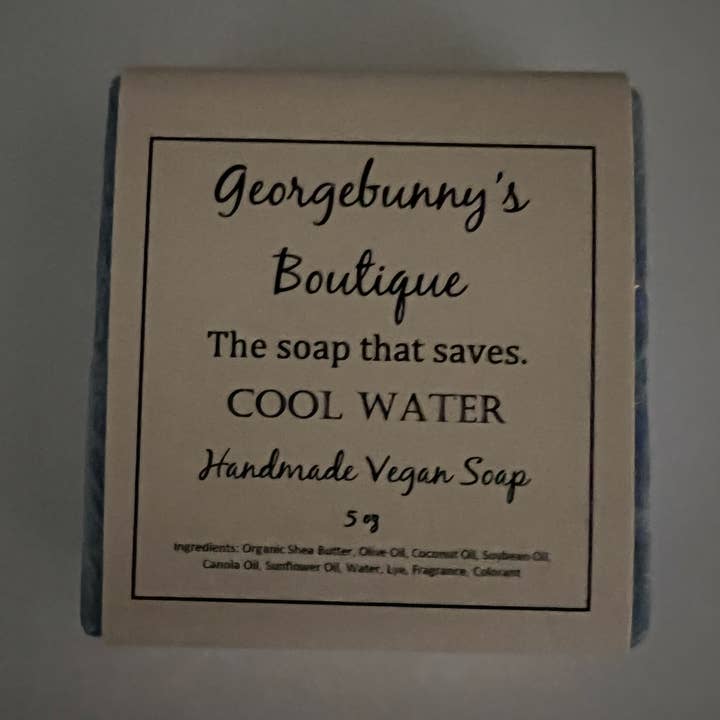 Georgebunny's
Boutique
The soap that saves.
COOL WATER
Handmade Vegan Soap
5 oz
Ingredients: Organic Shea Butter, Olive Oil, Coconut Oil, Soybean Oil,
Canola Oil, Sunflower Oil, Water, Lye, Fragrance, Colorant